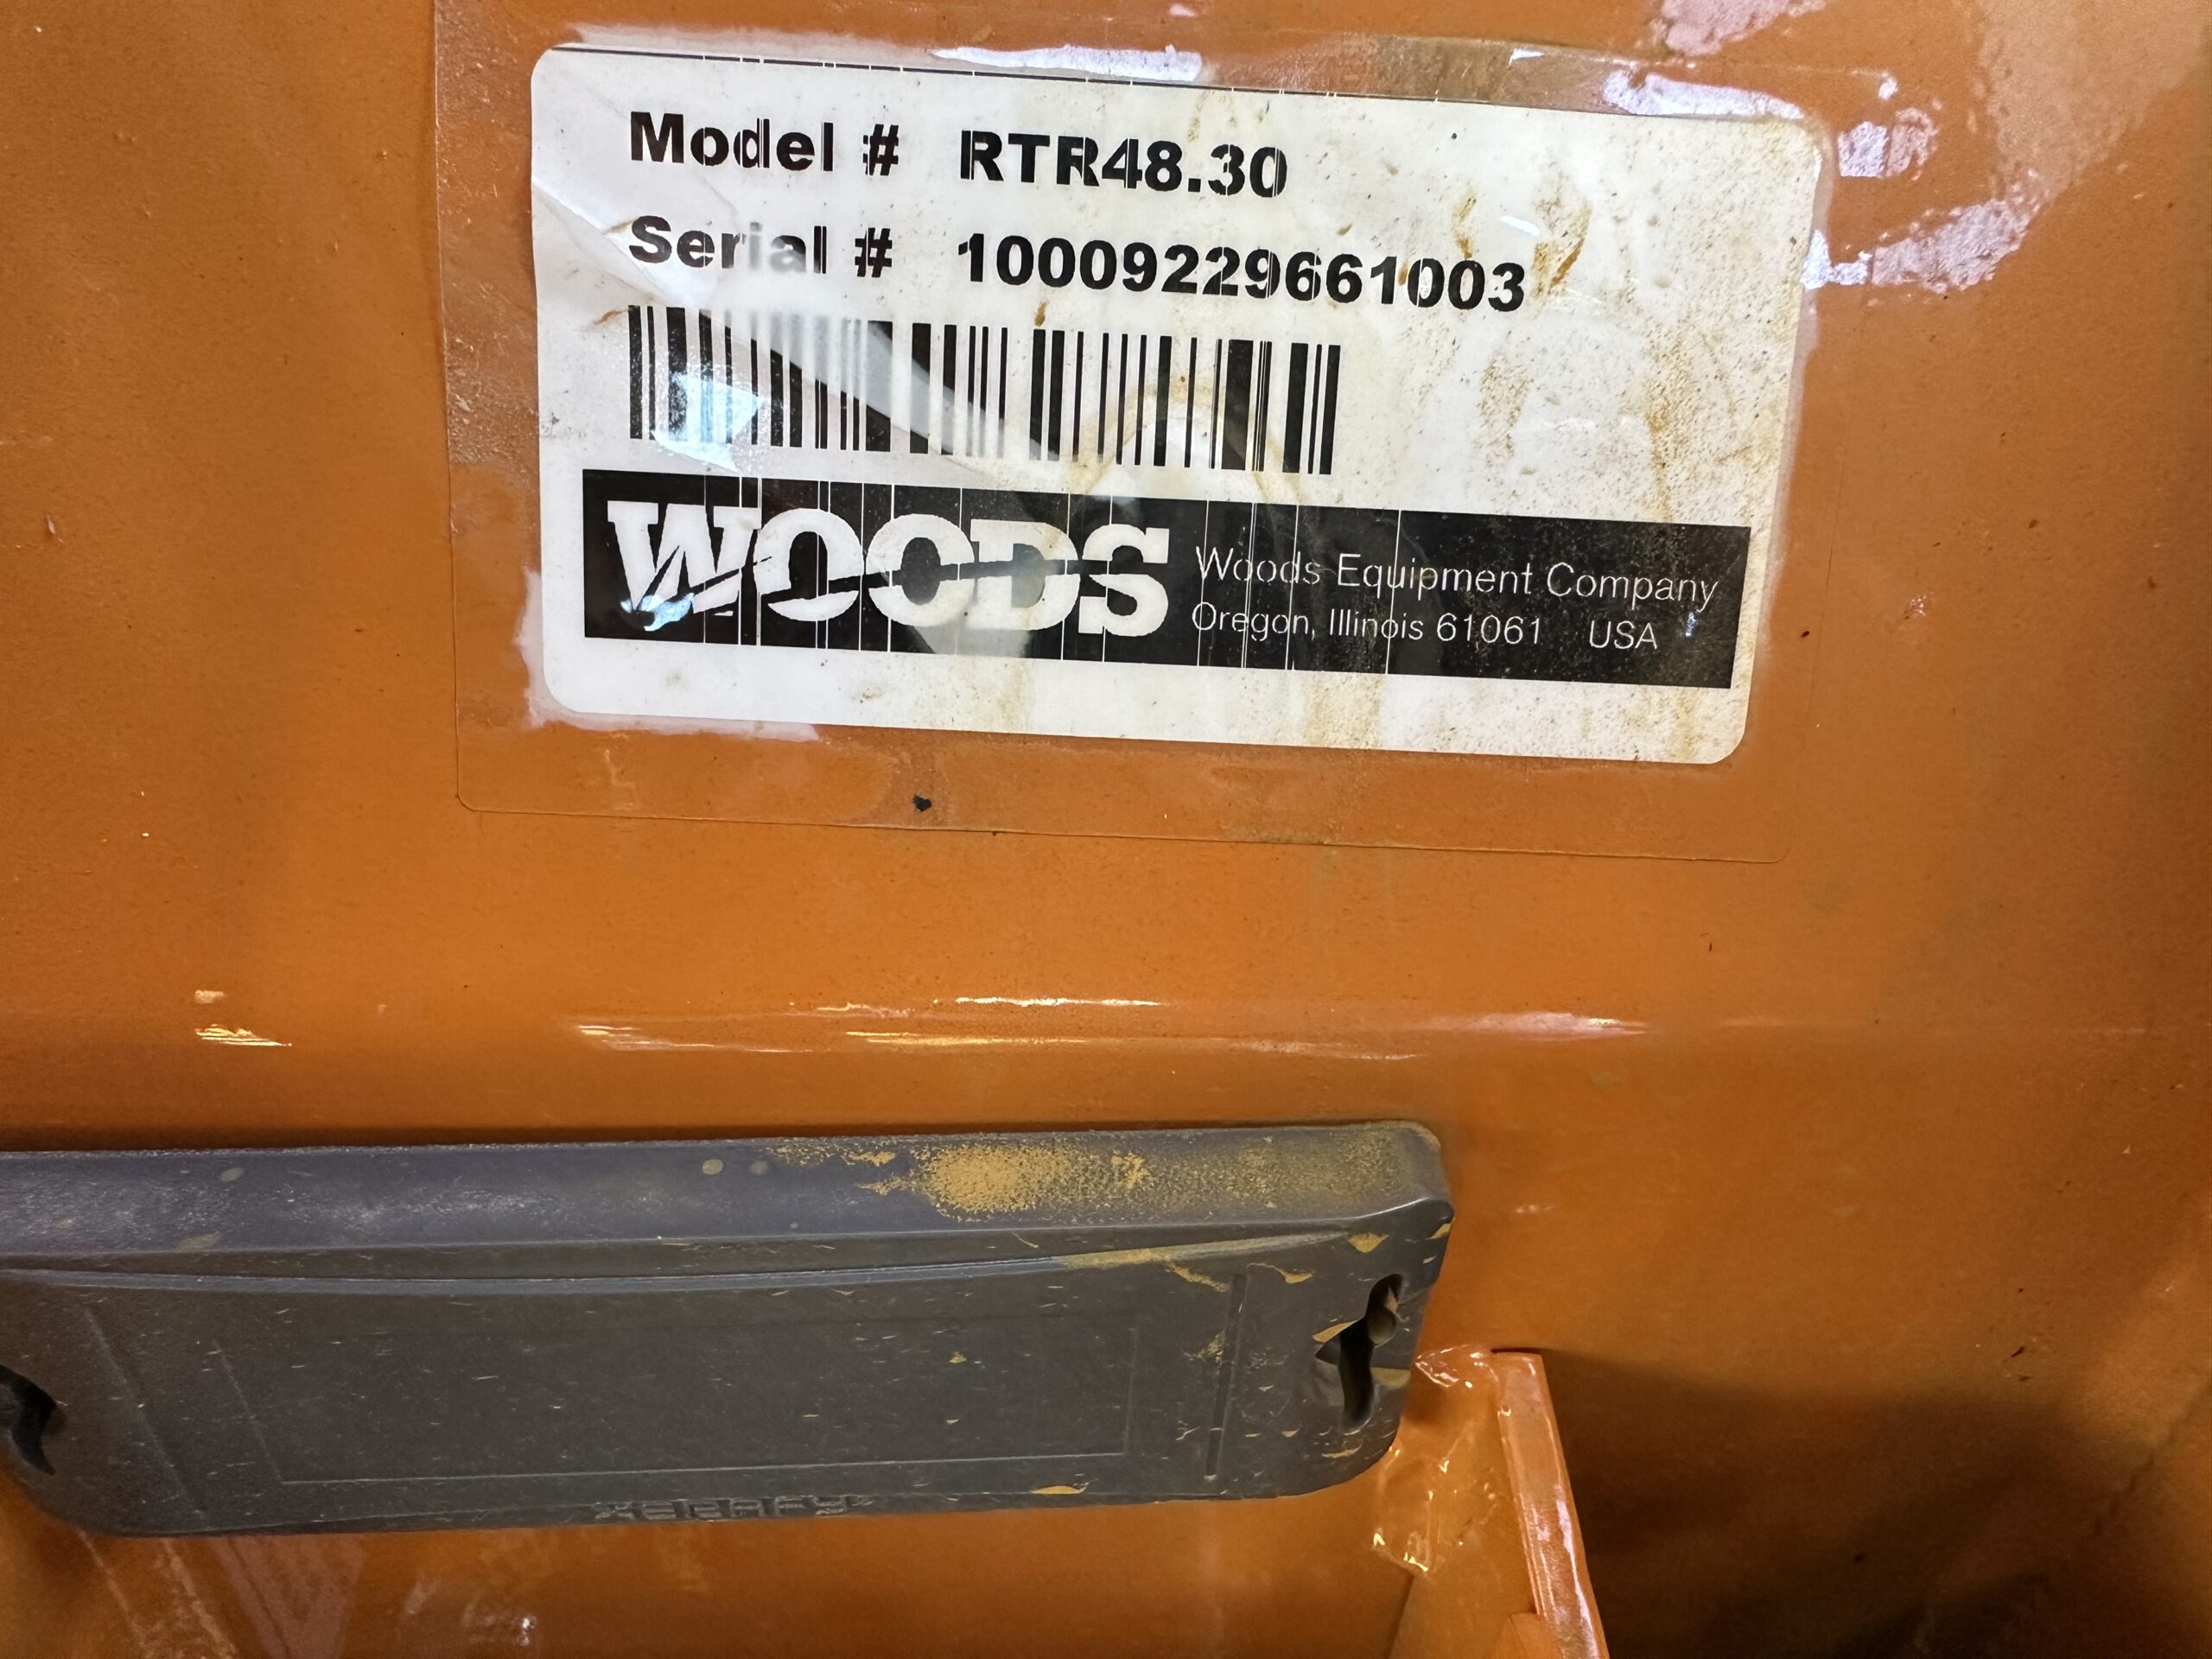 Model # RTR48.30
Serial # 10009229661003
WOODS
Woods Equipment Company
Oregon, Illinois 61061 USA